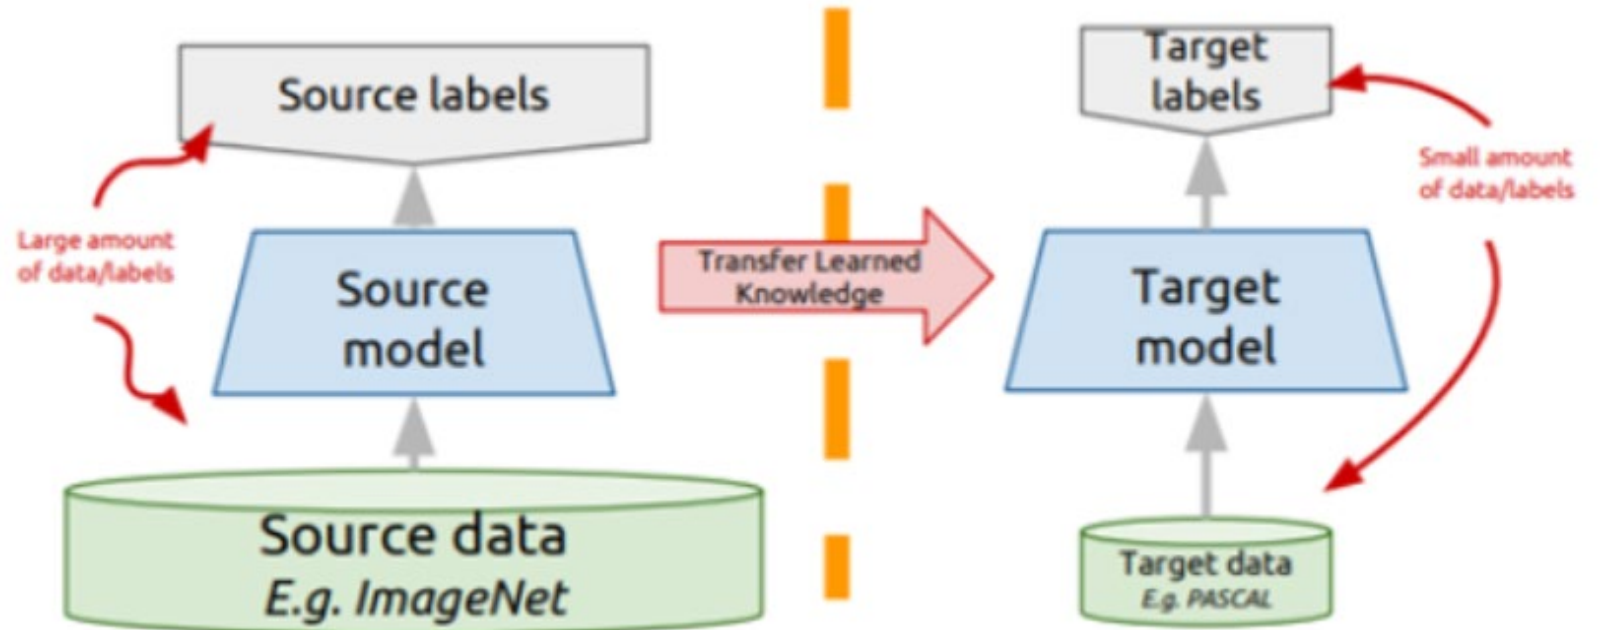 Source labels
Large amount
of data/labels
Source
model
Source data
E.g. ImageNet
Transfer Learned
Knowledge
Target
labels
Small amount
of data/labels
Target
model
Target data
E.g. PASCAL